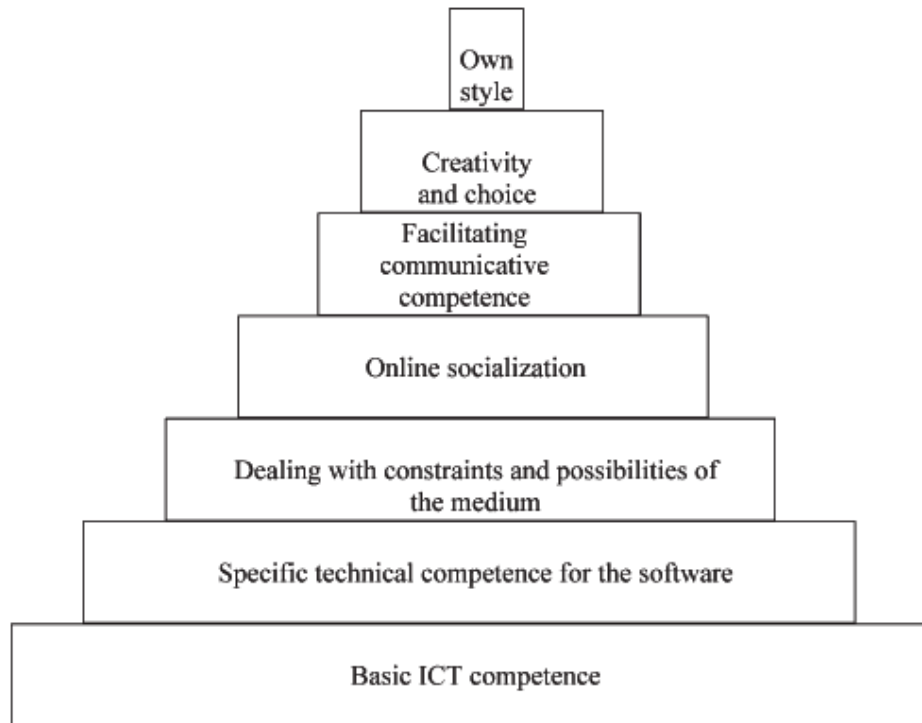 Own
style
Creativity
and choice
Facilitating
communicative
competence
Online socialization
Dealing with constraints and possibilities of
the medium
Specific technical competence for the software
Basic ICT competence